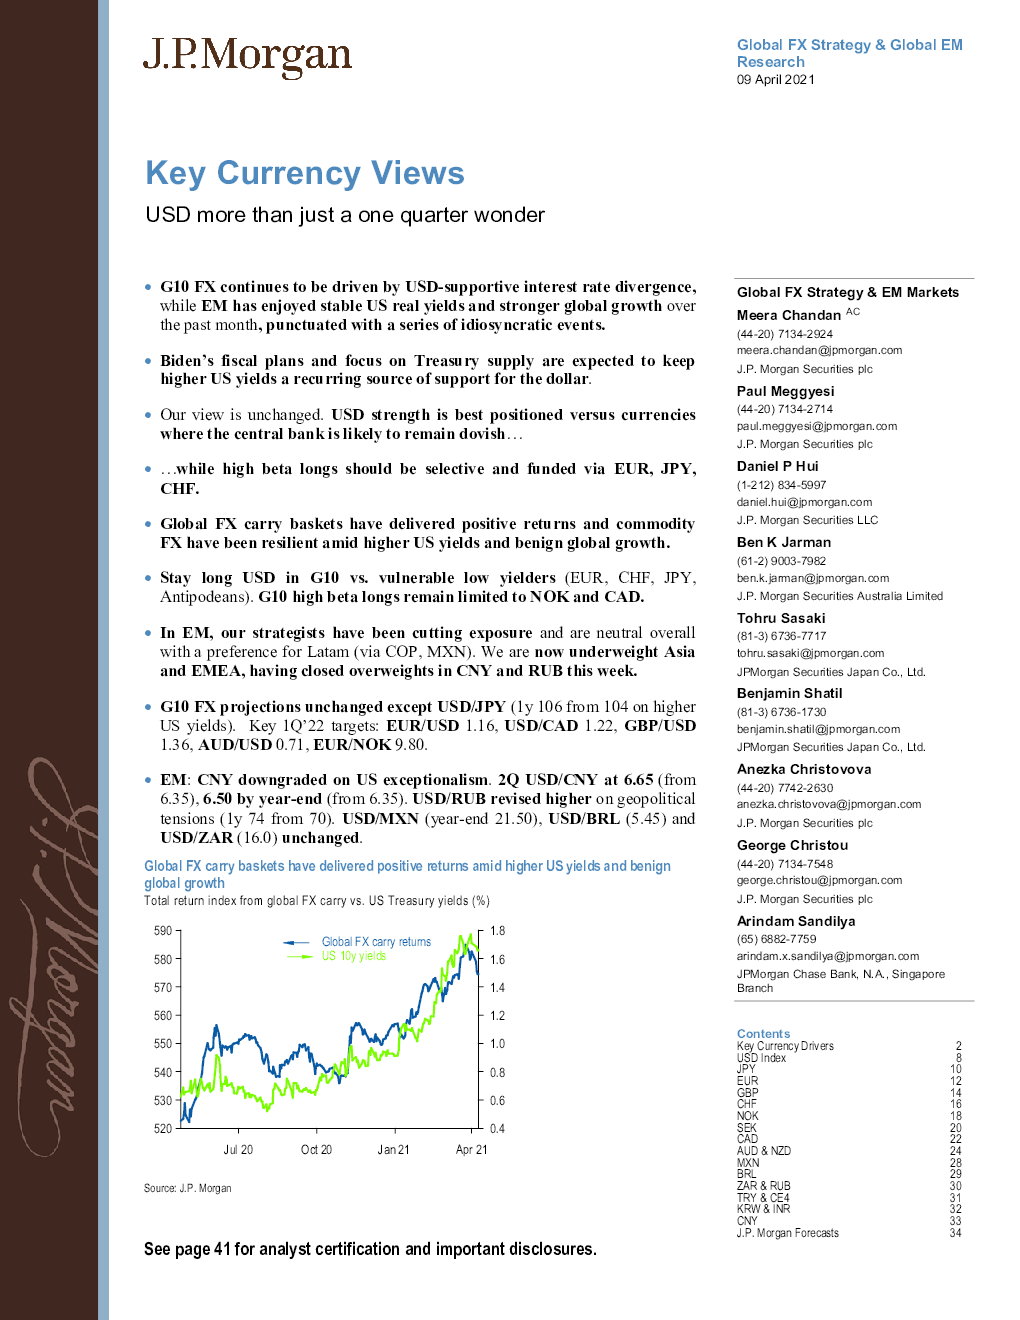 J.P.Morgan
Global FX Strategy & Global EM
Research
09 April 2021
Key Currency Views
USD more than just a one quarter wonder
• G10 FX continues to be driven by USD-supportive interest rate divergence,
while EM has enjoyed stable US real yields and stronger global growth over
the past month, punctuated with a series of idiosyncratic events.
• Biden's fiscal plans and focus on Treasury supply are expected to keep
higher US yields a recurring source of support for the dollar.
• Our view is unchanged. USD strength is best positioned versus currencies
where the central bank is likely to remain dovish…
• …while high beta longs should be selective and funded via EUR, JPY,
CHF.
• Global FX carry baskets have delivered positive returns and commodity
FX have been resilient amid higher US yields and benign global growth.
• Stay long USD in G10 vs. vulnerable low yielders (EUR, CHF, JPY,
Antipodeans). G10 high beta longs remain limited to NOK and CAD.
• In EM, our strategists have been cutting exposure and are neutral overall
with a preference for Latam (via COP, MXN). We are now underweight Asia
and EMEA, having closed overweights in CNY and RUB this week.
• G10 FX projections unchanged except USD/JPY (1y 106 from 104 on higher
US yields). Key 1Q'22 targets: EUR/USD 1.16, USD/CAD 1.22, GBP/USD
1.36, AUD/USD 0.71, EUR/NOK 9.80.
• EM: CNY downgraded on US exceptionalism. 2Q USD/CNY at 6.65 (from
6.35), 6.50 by year-end (from 6.35). USD/RUB revised higher on geopolitical
tensions (1y 74 from 70). USD/MXN (year-end 21.50), USD/BRL (5.45) and
USD/ZAR (16.0) unchanged.
Global FX carry baskets have delivered positive returns amid higher US yields and benign
global growth
Total return index from global FX carry vs. US Treasury yields (%)
590
580
570
560
550
540
530
520
Global FX carry returns
US 10y yields
1.8
1.6
1.4
1.2
1.0
0.8
0.6
0.4
Jul 20
Oct 20
Jan 21
Apr 21
Source: J.P. Morgan
See page 41 for analyst certification and important disclosures.
Global FX Strategy & EM Markets
Meera Chandan AC
(44-20) 7134-2924
meera.chandan@jpmorgan.com
J.P. Morgan Securities plc
Paul Meggyesi
(44-20) 7134-2714
paul.meggyesi@jpmorgan.com
J.P. Morgan Securities plc
Daniel P Hui
(1-212) 834-5997
daniel.hui@jpmorgan.com
J.P. Morgan Securities LLC
Ben K Jarman
(61-2) 9003-7982
ben.k.jarman@jpmorgan.com
J.P. Morgan Securities Australia Limited
Tohru Sasaki
(81-3) 6736-7717
tohru.sasaki@jpmorgan.com
JPMorgan Securities Japan Co., Ltd.
Benjamin Shatil
(81-3) 6736-1730
benjamin.shatil@jpmorgan.com
JPMorgan Securities Japan Co., Ltd.
Anezka Christovova
(44-20) 7742-2630
anezka.christovova@jpmorgan.com
J.P. Morgan Securities plc
George Christou
(44-20) 7134-7548
george.christou@jpmorgan.com
J.P. Morgan Securities plc
Arindam Sandilya
(65) 6882-7759
arindam.x.sandilya@jpmorgan.com
JPMorgan Chase Bank, N.A., Singapore
Branch
Contents
Key Currency Drivers 2
USD Index 8
JPY 10
EUR 12
GBP 14
CHF 16
NOK 18
SEK 20
CAD 22
AUD & NZD 24
MXN 28
BRL 29
ZAR & RUB 30
TRY & CE4 31
KRW & INR 32
CNY 33
J.P. Morgan Forecasts 34
J.P. Morgan